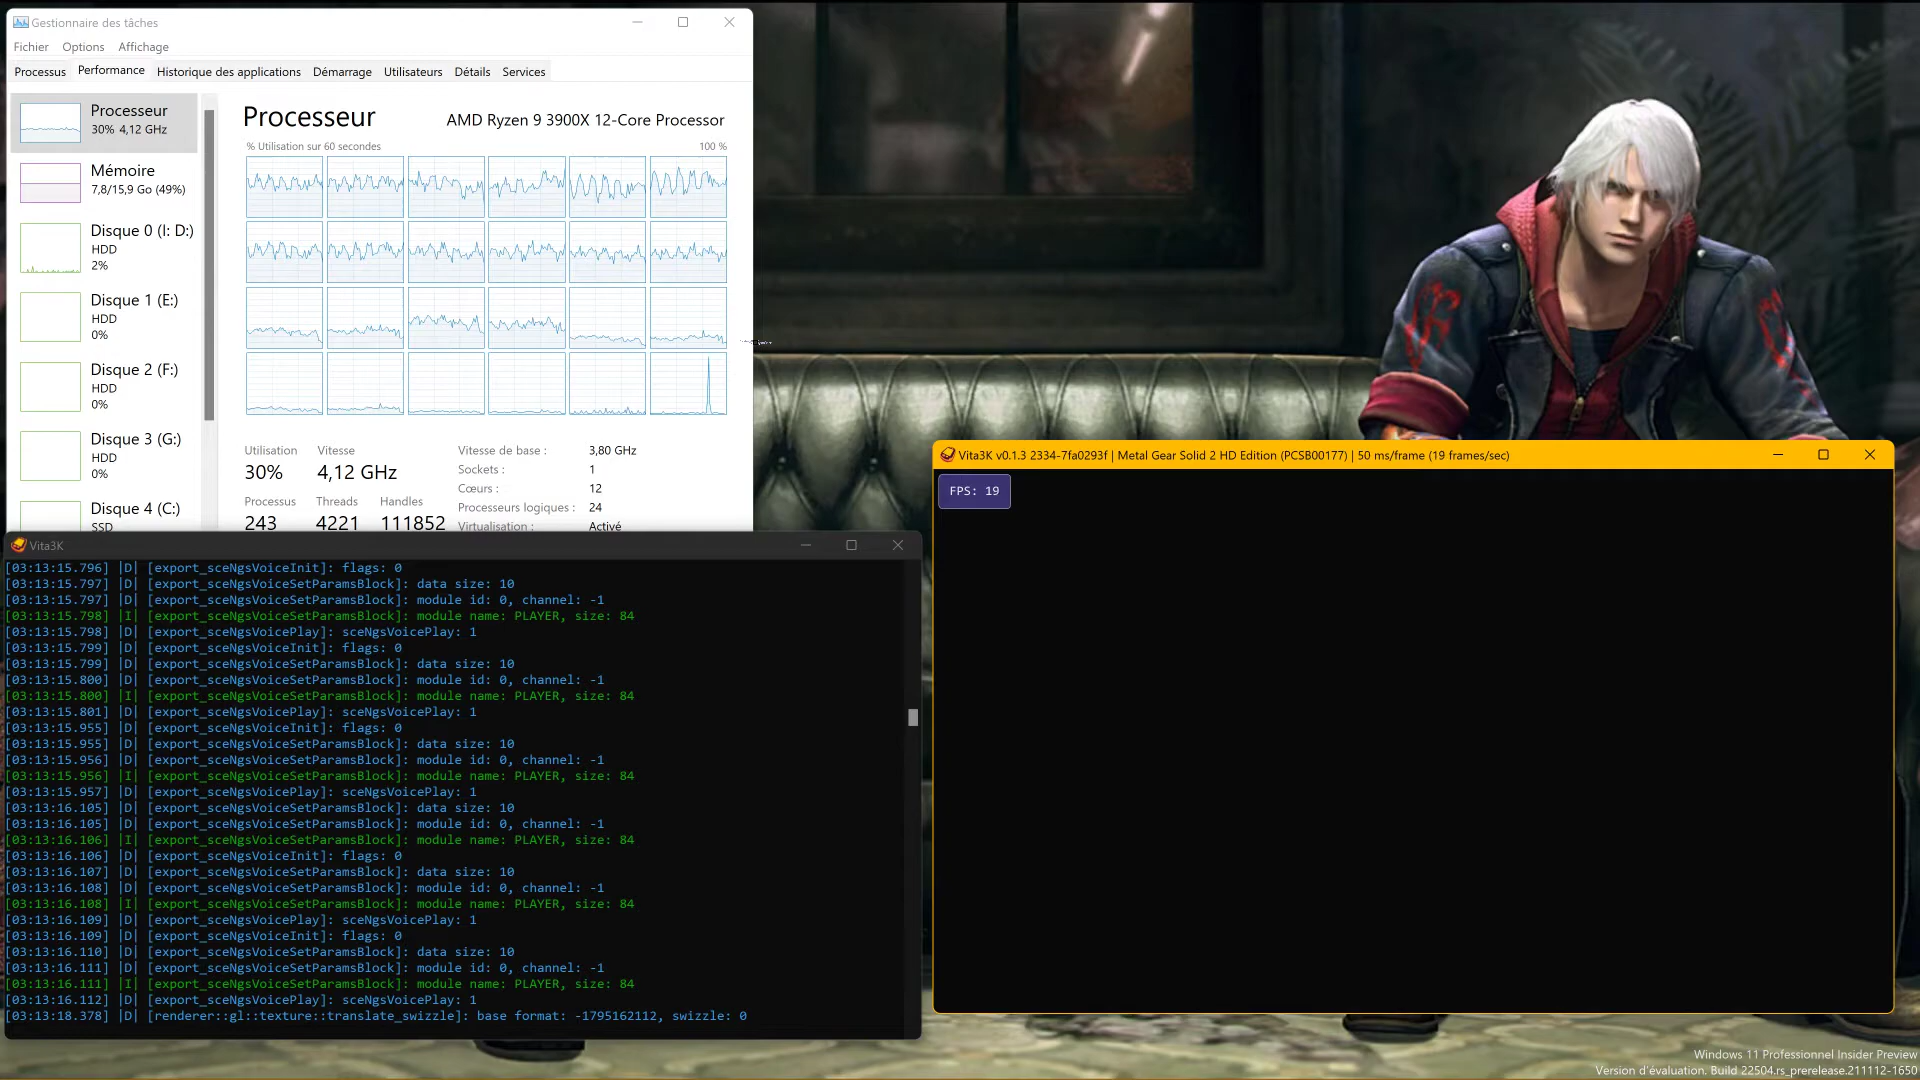 Gestionnaire des tâches
Fichier Options Affichage
Processus Performance Historique des applications Démarrage Utilisateurs Détails Services
Processeur
30% 4,12 GHz
Mémoire
7,8/15,9 Go (49%)
Disque 0 (I: D:)
HDD
2%
Disque 1 (E:)
HDD
0%
Disque 2 (F:)
HDD
0%
Disque 3 (G:)
HDD
0%
Disque 4 (C:)
SSD
Processeur
AMD Ryzen 9 3900X 12-Core Processor
% Utilisation sur 60 secondes 100 %
Utilisation Vitesse
30% 4,12 GHz
Processus Threads Handles
243 4221 111852
Vitesse de base : 3,80 GHz
Sockets : 1
Cœurs : 12
Processeurs logiques : 24
Virtualisation : Activé
Vita3K
[03:13:15.796] |D| [export_sceNgsVoiceInit]: flags: 0
[03:13:15.797] |D| [export_sceNgsVoiceSetParamsBlock]: data size: 10
[03:13:15.797] |D| [export_sceNgsVoiceSetParamsBlock]: module id: 0, channel: -1
[03:13:15.798] |I| [export_sceNgsVoiceSetParamsBlock]: module name: PLAYER, size: 84
[03:13:15.798] |D| [export_sceNgsVoicePlay]: sceNgsVoicePlay: 1
[03:13:15.799] |D| [export_sceNgsVoiceInit]: flags: 0
[03:13:15.799] |D| [export_sceNgsVoiceSetParamsBlock]: data size: 10
[03:13:15.800] |D| [export_sceNgsVoiceSetParamsBlock]: module id: 0, channel: -1
[03:13:15.800] |I| [export_sceNgsVoiceSetParamsBlock]: module name: PLAYER, size: 84
[03:13:15.801] |D| [export_sceNgsVoicePlay]: sceNgsVoicePlay: 1
[03:13:15.955] |D| [export_sceNgsVoiceInit]: flags: 0
[03:13:15.955] |D| [export_sceNgsVoiceSetParamsBlock]: data size: 10
[03:13:15.956] |D| [export_sceNgsVoiceSetParamsBlock]: module id: 0, channel: -1
[03:13:15.956] |I| [export_sceNgsVoiceSetParamsBlock]: module name: PLAYER, size: 84
[03:13:15.957] |D| [export_sceNgsVoicePlay]: sceNgsVoicePlay: 1
[03:13:16.105] |D| [export_sceNgsVoiceSetParamsBlock]: data size: 10
[03:13:16.105] |D| [export_sceNgsVoiceSetParamsBlock]: module id: 0, channel: -1
[03:13:16.106] |I| [export_sceNgsVoiceSetParamsBlock]: module name: PLAYER, size: 84
[03:13:16.106] |D| [export_sceNgsVoiceInit]: flags: 0
[03:13:16.107] |D| [export_sceNgsVoiceSetParamsBlock]: data size: 10
[03:13:16.108] |D| [export_sceNgsVoiceSetParamsBlock]: module id: 0, channel: -1
[03:13:16.108] |I| [export_sceNgsVoiceSetParamsBlock]: module name: PLAYER, size: 84
[03:13:16.109] |D| [export_sceNgsVoicePlay]: sceNgsVoicePlay: 1
[03:13:16.109] |D| [export_sceNgsVoiceInit]: flags: 0
[03:13:16.110] |D| [export_sceNgsVoiceSetParamsBlock]: data size: 10
[03:13:16.111] |D| [export_sceNgsVoiceSetParamsBlock]: module id: 0, channel: -1
[03:13:16.111] |I| [export_sceNgsVoiceSetParamsBlock]: module name: PLAYER, size: 84
[03:13:16.112] |D| [export_sceNgsVoicePlay]: sceNgsVoicePlay: 1
[03:13:18.378] |D| [renderer::gl::texture::translate_swizzle]: base format: -1795162112, swizzle: 0
Vita3K v0.1.3 2334-7fa0293f | Metal Gear Solid 2 HD Edition (PCSB00177) | 50 ms/frame (19 frames/sec)
FPS: 19
Windows 11 Professionnel Insider Preview
Version d'évaluation. Build 22504.rs_prerelease.211112-1650